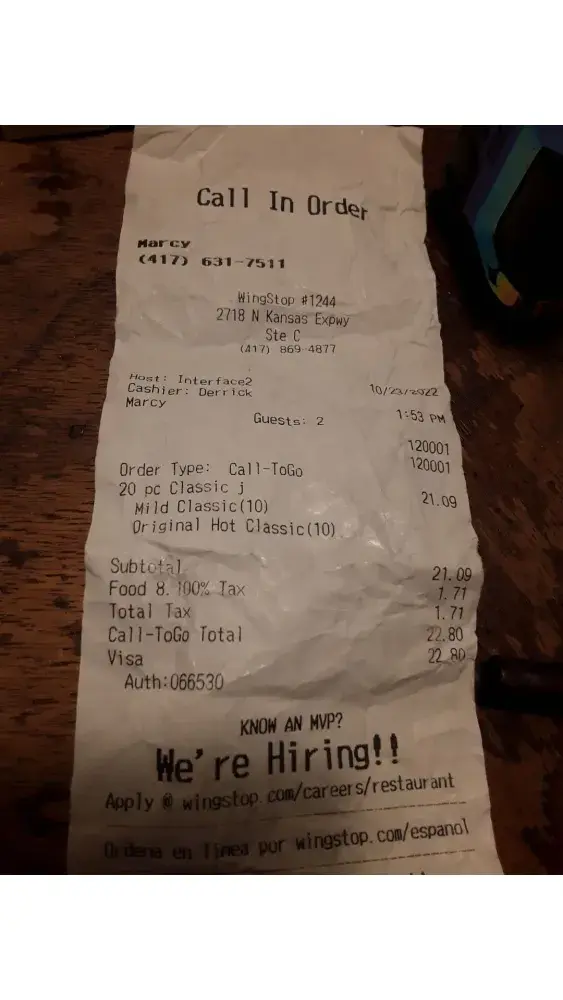 Call In Order
Marcy
(417) 631-7511
WingStop #1244
2718 N Kansas Expwy
Ste C
(417) 869-4877
Host: Interface2
10/23/2022
Cashier: Derrick
Marcy
1:53 PM
Guests: 2
120001
120001
Order Type: Call-ToGo
20 pc Classic j
21.09
Mild Classic(10)
Original Hot Classic(10)
Subtotal
21.09
Food 8.100% Tax
1.71
Total Tax
1.71
Call-ToGo Total
22.80
Visa
22.80
Auth:066530
KNOW AN MVP?
We're Hiring!!
Apply @ wingstop.com/careers/restaurant
Ordena en linea por wingstop.com/espanol